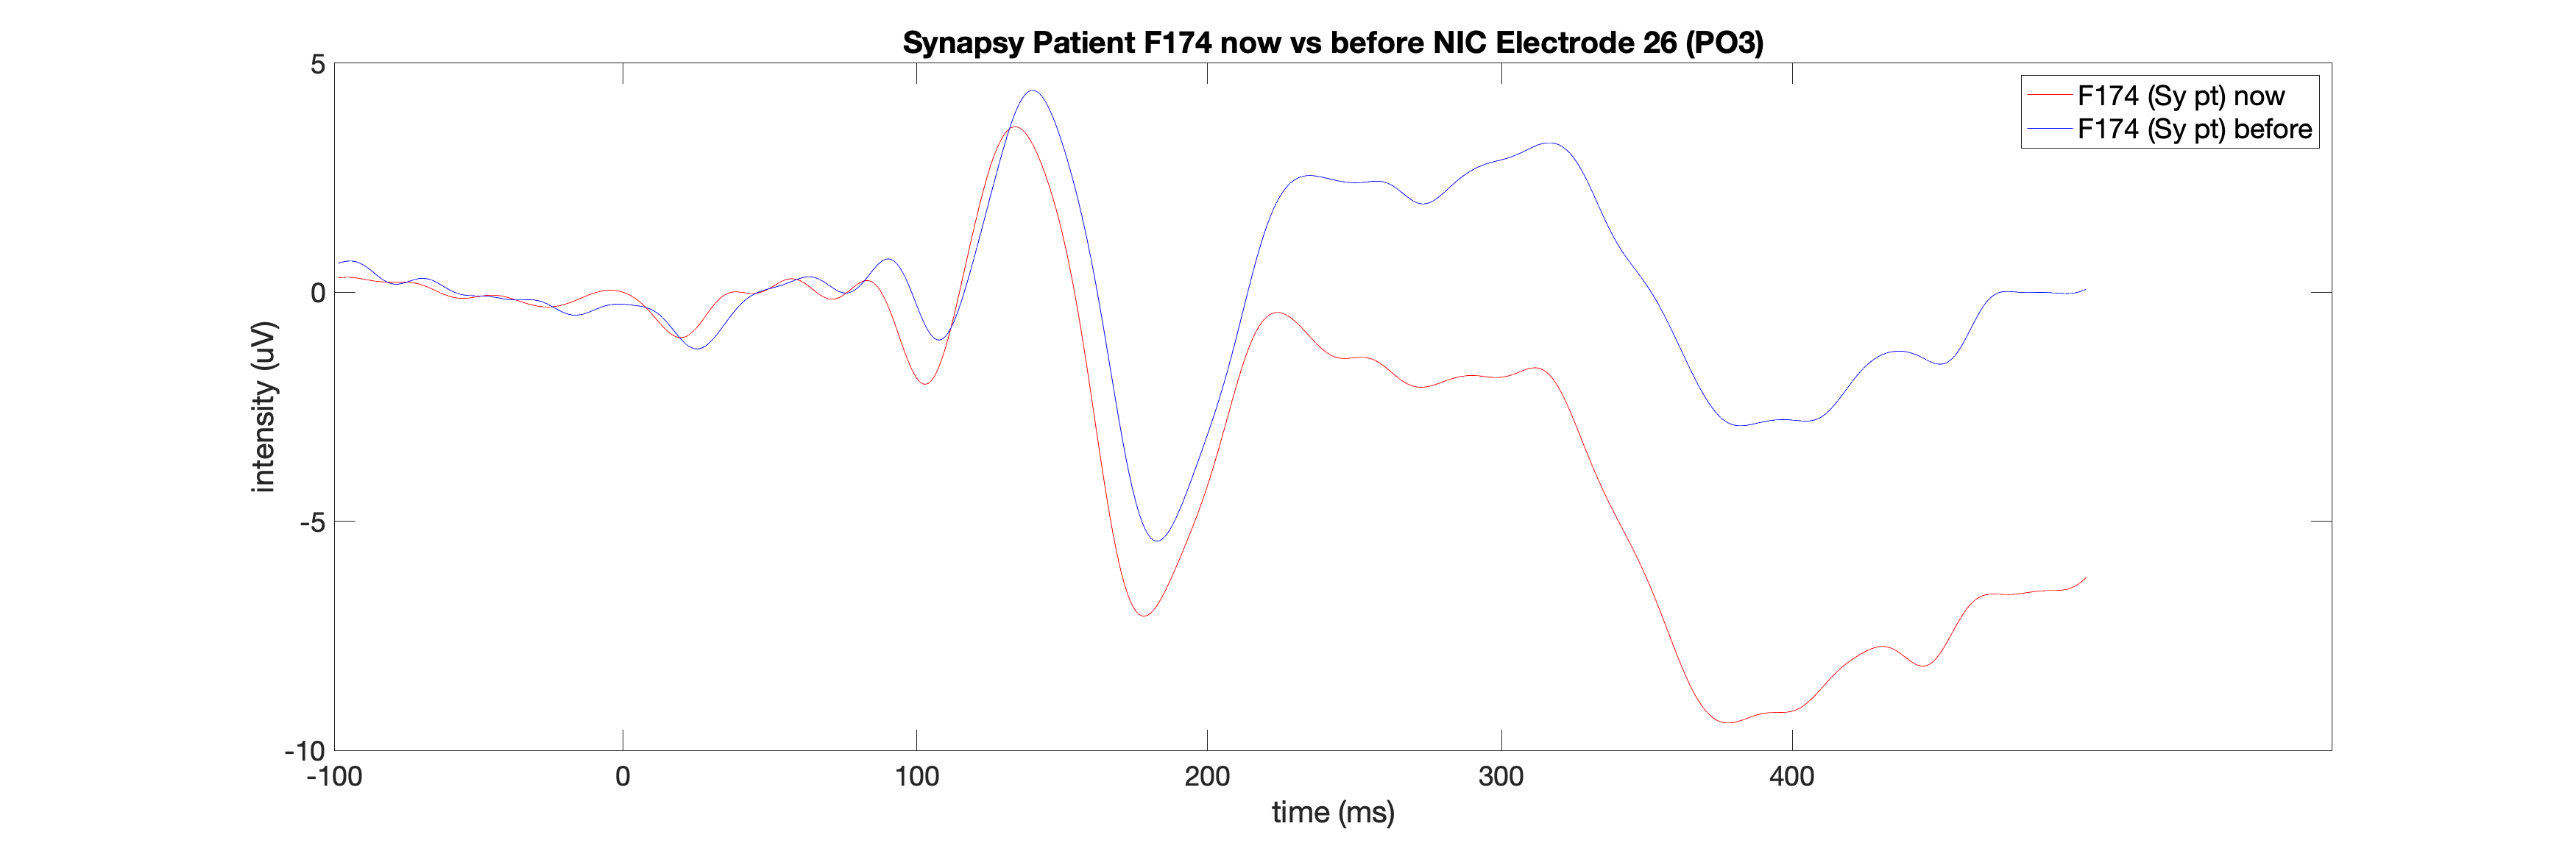 Synapsy Patient F174 now vs before NIC Electrode 26 (PO3)
F174 (Sy pt) now
F174 (Sy pt) before
intensity (uV)
5
0
-5
-10
-100 0 100 200 300 400
time (ms)